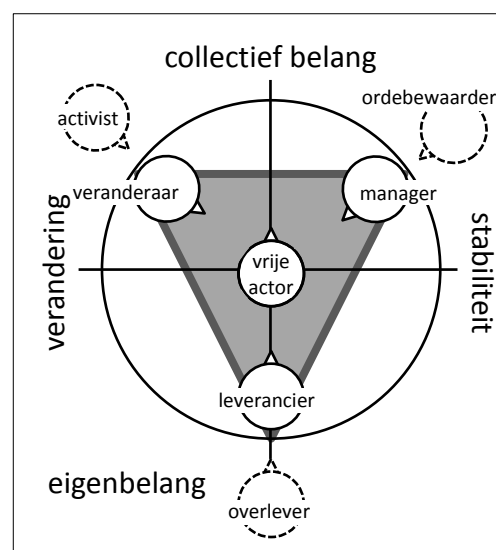 collectief belang
ordebewaarder
activist
veranderaar
manager
verandering
stabiliteit
vrije
actor
leverancier
eigenbelang
overlever